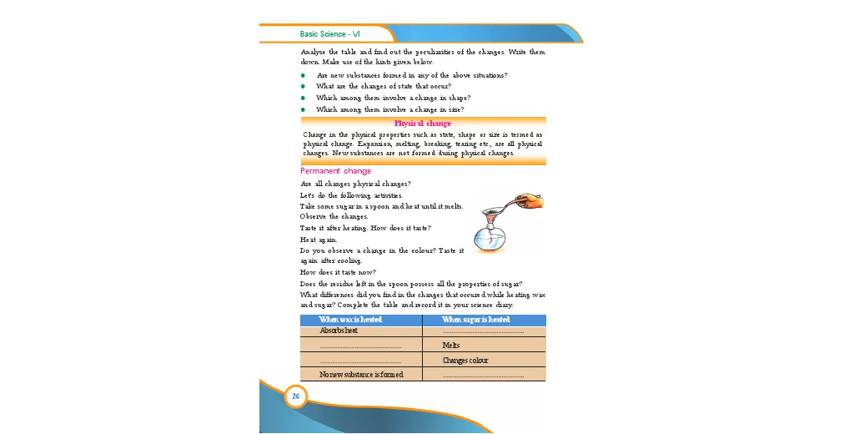 Basic Science - VI
Analyse the table and find out the peculiarities of the changes. Write them
down. Make use of the hints given below.
● Are new substances formed in any of the above situations?
● What are the changes of state that occur?
● Which among them involve a change in shape?
● Which among them involve a change in size?
Physical change
Change in the physical properties such as state, shape or size is termed as
physical change. Expansion, melting, breaking, tearing etc., are all physical
changes. New substances are not formed during physical changes.
Permanent change
Are all changes physical changes?
Let's do the following activities.
Take some sugar in a spoon and heat until it melts.
Observe the changes.
Taste it after heating. How does it taste?
Heat again.
Do you observe a change in the colour? Taste it
again after cooling.
How does it taste now?
Does the residue left in the spoon possess all the properties of sugar?
What differences did you find in the changes that occurred while heating wax
and sugar? Complete the table and record it in your science diary.
When wax is heated When sugar is heated
Absorbs heat ..................................................
.................................................. Melts
.................................................. Changes colour
No new substance is formed ..................................................
26